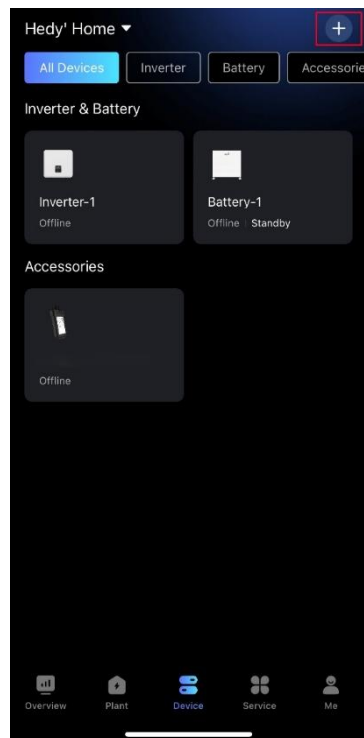 Hedy' Home
All Devices Inverter Battery Accessorie
Inverter & Battery
Inverter-1 Battery-1
Offline Offline Standby
Accessories
Offline
Overview Plant Device Service Me